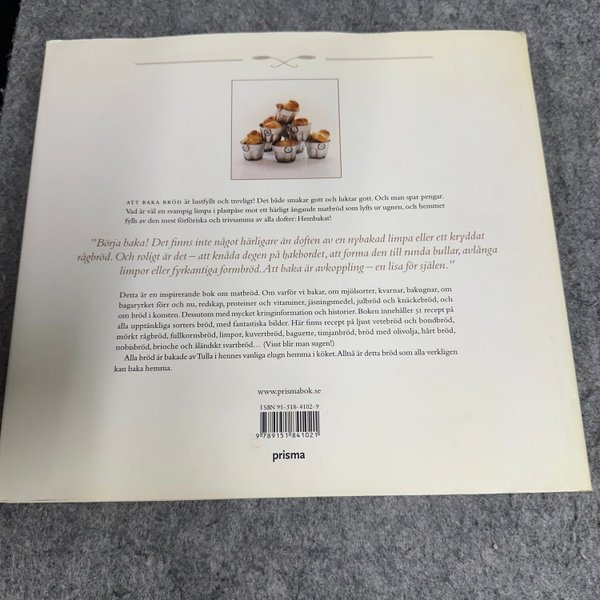 ATT BAKA BRÖD är lustfyllt och trevligt! Det både smakar gott och luktar gott. Och man spar pengar.
Vad är väl en svampig limpa i plastpåse mot ett härligt ångande matbröd som lyfts ur ugnen, och hemmet
fylls av den mest förföriska och trivsamma av alla dofter: Hembakat!
"Börja baka! Det finns inte något härligare än doften av en nybakad limpa eller ett kryddat
rågbröd. Och roligt är det – att knåda degen på bakbordet, att forma den till runda bullar, avlånga
limpor eller fyrkantiga formbröd. Att baka är avkoppling – en lisa för själen."
Detta är en inspirerande bok om matbröd. Om varför vi bakar, om mjölsorter, kvarnar, bakugnar, om
bagaryrket förr och nu, redskap, proteiner och vitaminer, jäsningsmedel, julbröd och knäckebröd, och
om bröd i konsten. Dessutom med mycket kringinformation och historier. Boken innehåller 51 recept på
alla upptänkliga sorters bröd, med fantastiska bilder. Här finns recept på ljust vetebröd och bondbröd,
mörkt rågbröd, fullkornsbröd, limpor, kuvertbröd, baguette, timjanbröd, bröd med olivolja, hårt bröd,
nobisbröd, brioche och åländskt svartbröd… (Visst blir man sugen!)
Alla bröd är bakade av Tulla i hennes vanliga elugn hemma i köket. Alltså är detta bröd som alla verkligen
kan baka hemma.
www.prismabok.se
ISBN 91-518-4102-9
9 789151 841021
prisma